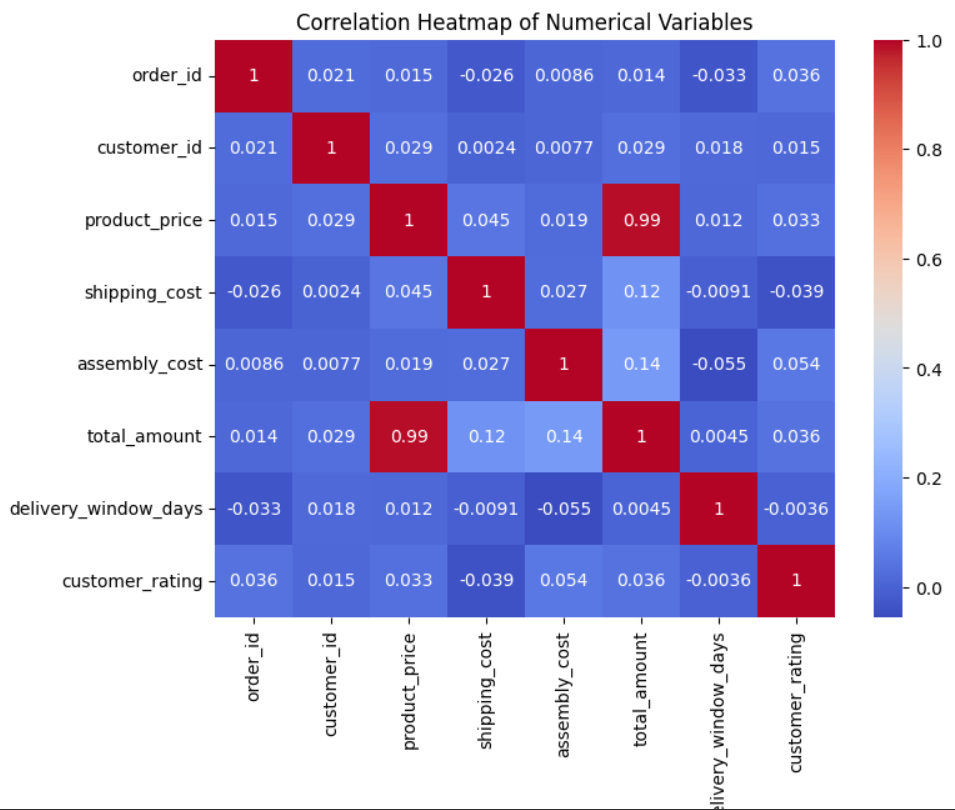 Correlation Heatmap of Numerical Variables
order_id 1 0.021 0.015 -0.026 0.0086 0.014 -0.033 0.036
customer_id 0.021 1 0.029 0.0024 0.0077 0.029 0.018 0.015
product_price 0.015 0.029 1 0.045 0.019 0.99 0.012 0.033
shipping_cost -0.026 0.0024 0.045 1 0.027 0.12 -0.0091 -0.039
assembly_cost 0.0086 0.0077 0.019 0.027 1 0.14 -0.055 0.054
total_amount 0.014 0.029 0.99 0.12 0.14 1 0.0045 0.036
delivery_window_days -0.033 0.018 0.012 -0.0091 -0.055 0.0045 1 -0.0036
customer_rating 0.036 0.015 0.033 -0.039 0.054 0.036 -0.0036 1
order_id
customer_id
product_price
shipping_cost
assembly_cost
total_amount
elivery_window_days
customer_rating
1.0
0.8
0.6
0.4
0.2
0.0